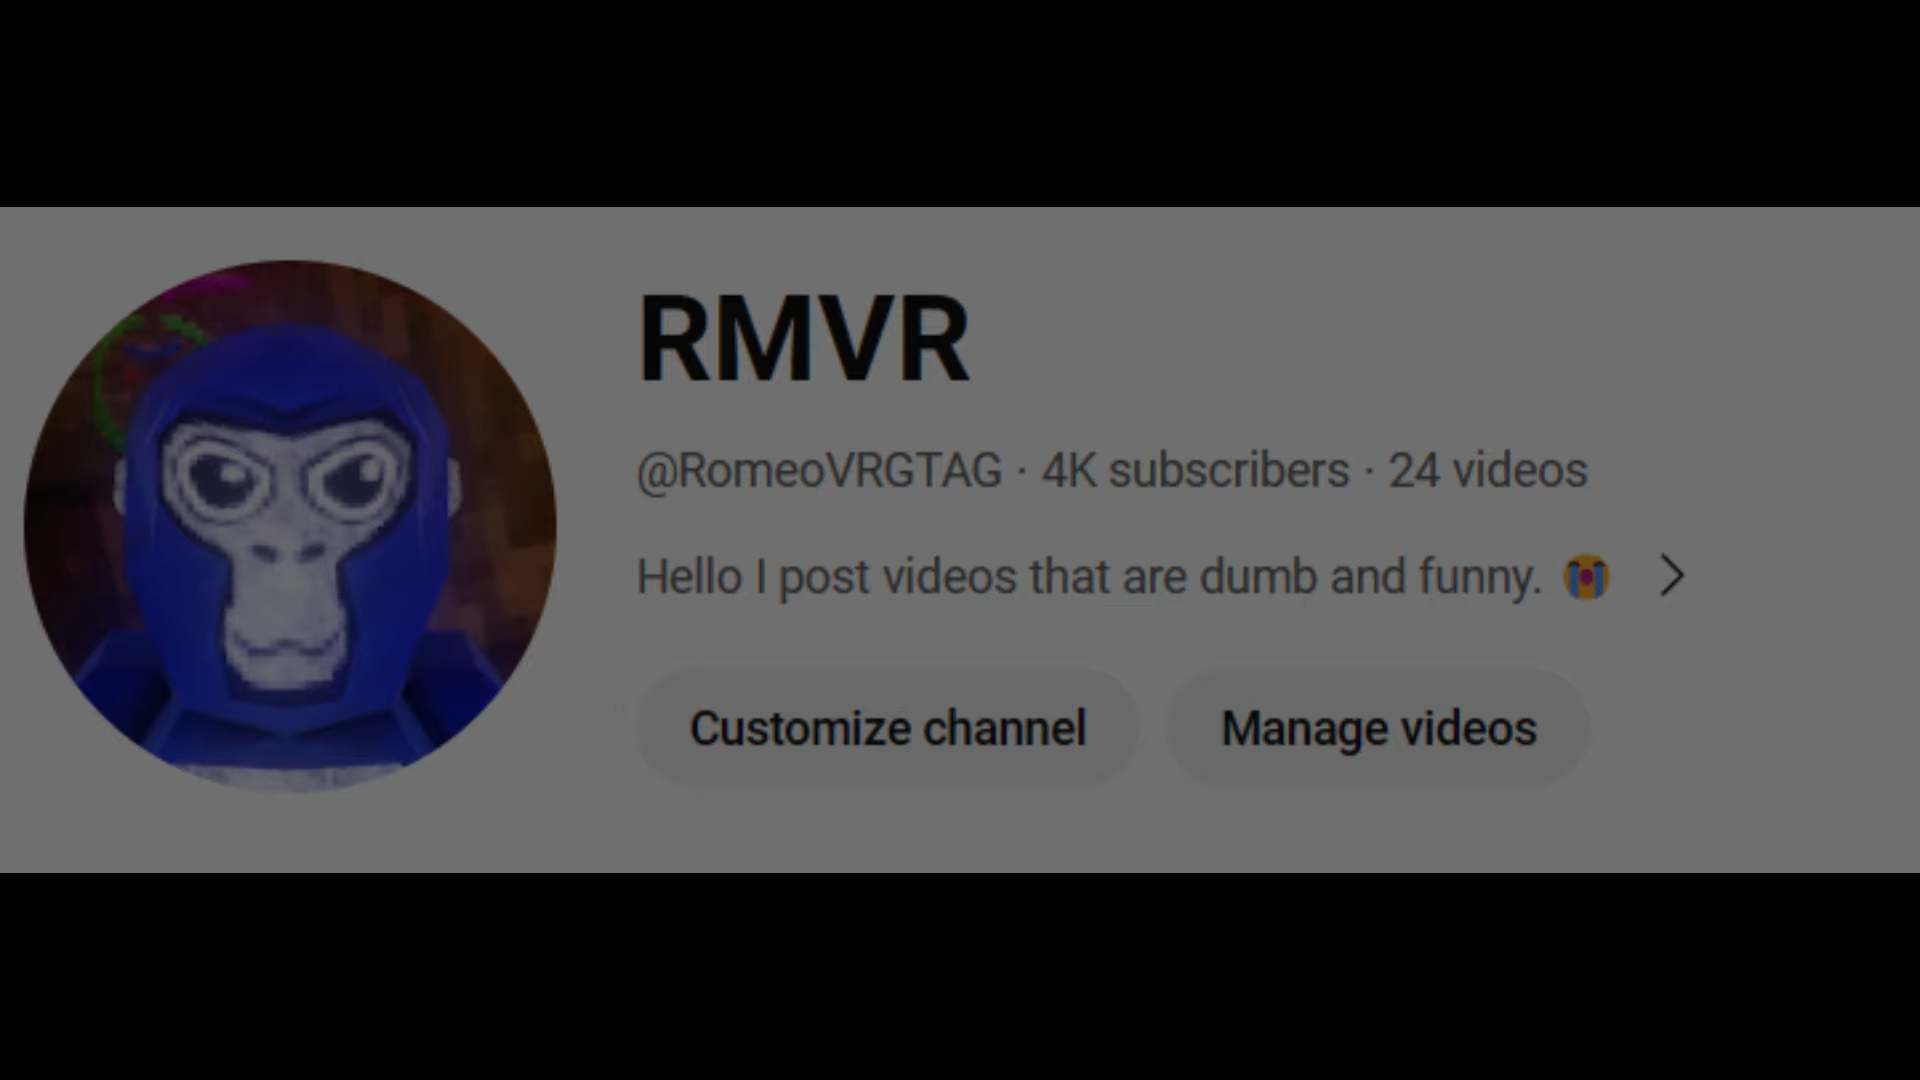 RMVR
@RomeoVRGTAG · 4K subscribers · 24 videos
Hello I post videos that are dumb and funny. 😭
Customize channel
Manage videos